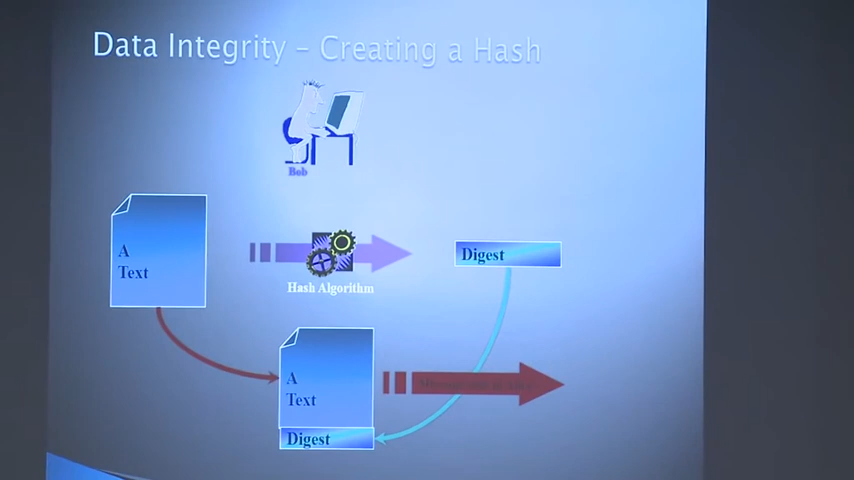 Data Integrity – Creating a Hash
Bob
A
Text
Hash Algorithm
Digest
A
Text
Digest